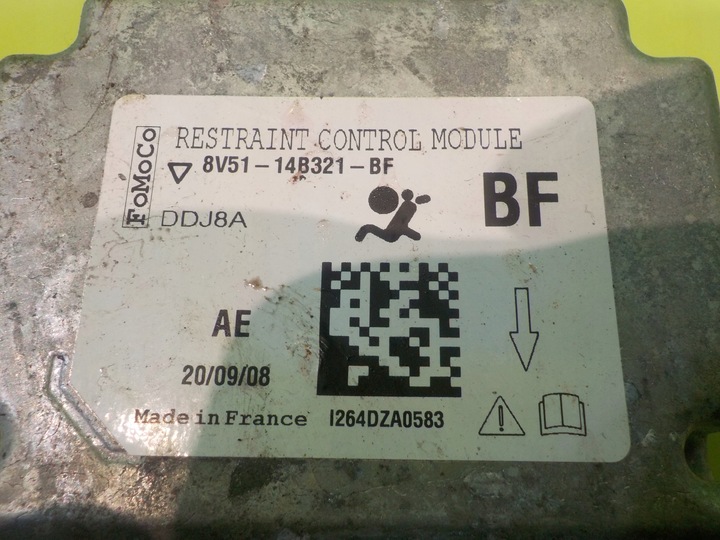 FoMoCo
RESTRAINT CONTROL MODULE
8V51-14B321-BF
BF
DDJ8A
AE
20/09/08
Made in France
I264DZA0583